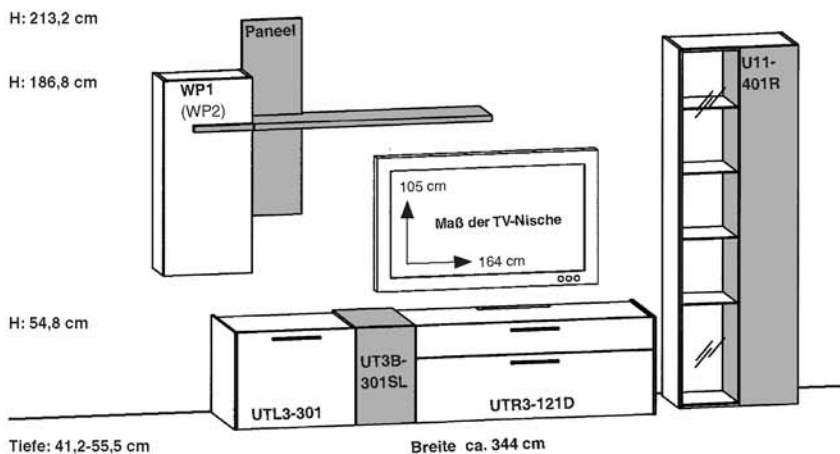 H: 213,2 cm
Paneel
H: 186,8 cm
WP1
(WP2)
U11-
401R
105 cm
Maß der TV-Nische
164 cm
H: 54,8 cm
UT3B-
301SL
UTL3-301
UTR3-121D
Tiefe: 41,2-55,5 cm
Breite ca. 344 cm